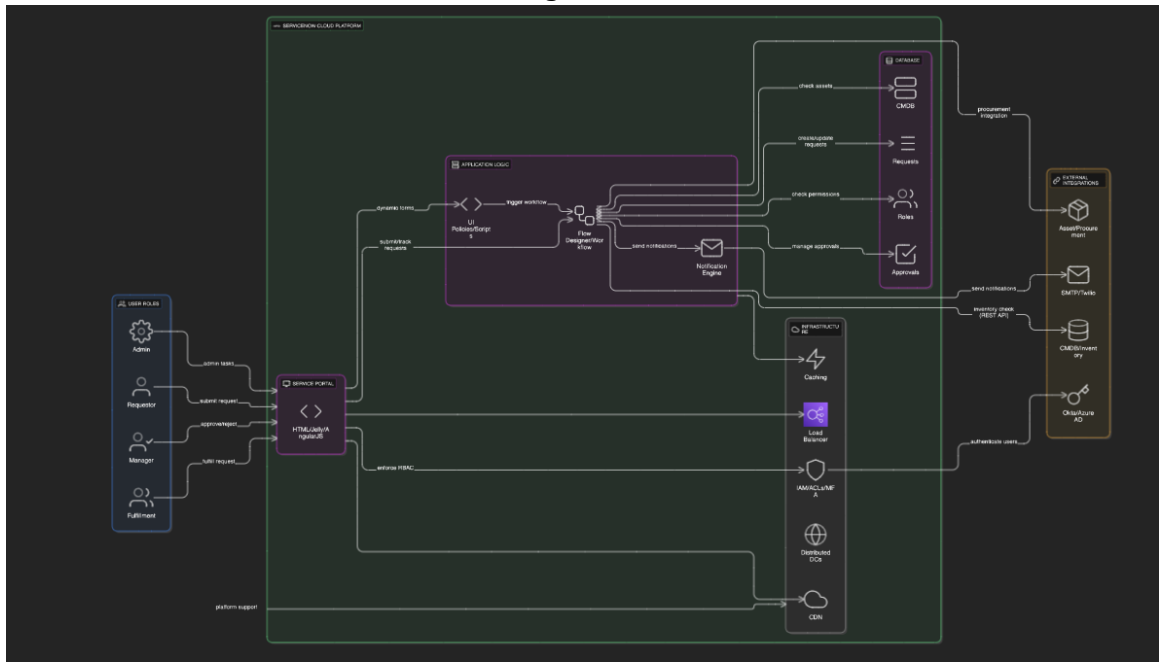 SERVICENOW CLOUD PLATFORM
DATABASE
check assets
CMDB
procurement
integration
create/update
requests
Requests
APPLICATION LOGIC
EXTERNAL
INTEGRATIONS
check permissions
Roles
dynamic forms
trigger workflow
UI
Policies/Script
s
Flow
Designer/Wor
kflow
Asset/Procure
ment
submit/track
requests
send notifications
manage approvals
Notification
Engine
Approvals
send notifications
SMTP/Twilio
USER ROLES
inventory check
(REST API)
INFRASTRUCTU
RE
Admin
CMDB/Invent
ory
admin tasks
Caching
SERVICE PORTAL
Requestor
submit request
HTML/Jelly/A
ngularJS
Load
Balancer
Okta/Azure
AD
approve/reject
authenticate users
Manager
fulfill request
enforce RBAC
IAM/ACLs/MF
A
Fulfillment
Distributed
DCs
platform support
CDN